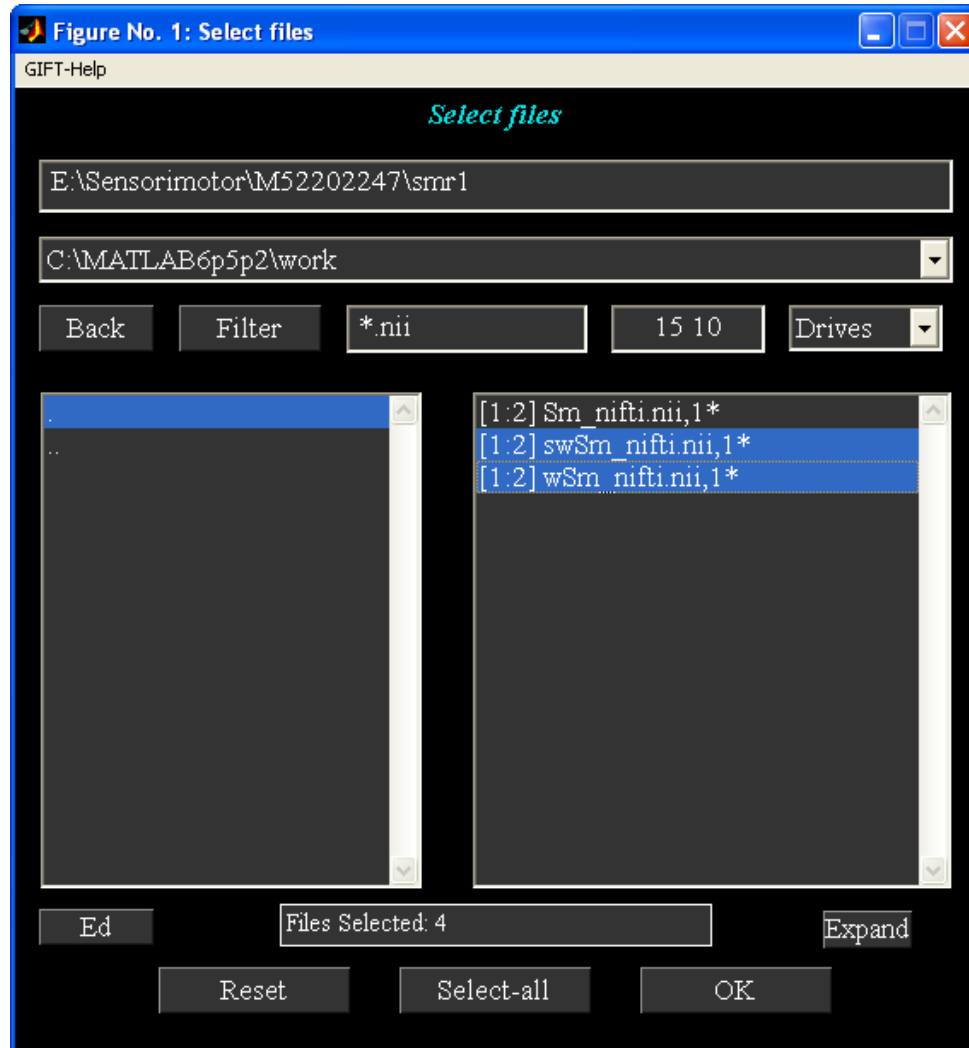 Figure No. 1: Select files
GIFT-Help
Select files
E:\Sensorimotor\M52202247\smr1
C:\MATLAB6p5p2\work
Back Filter *.nii 15 10 Drives
.
..
[1:2] Sm_nifti.nii,1*
[1:2] swSm_nifti.nii,1*
[1:2] wSm_nifti.nii,1*
Ed Files Selected: 4 Expand
Reset Select-all OK